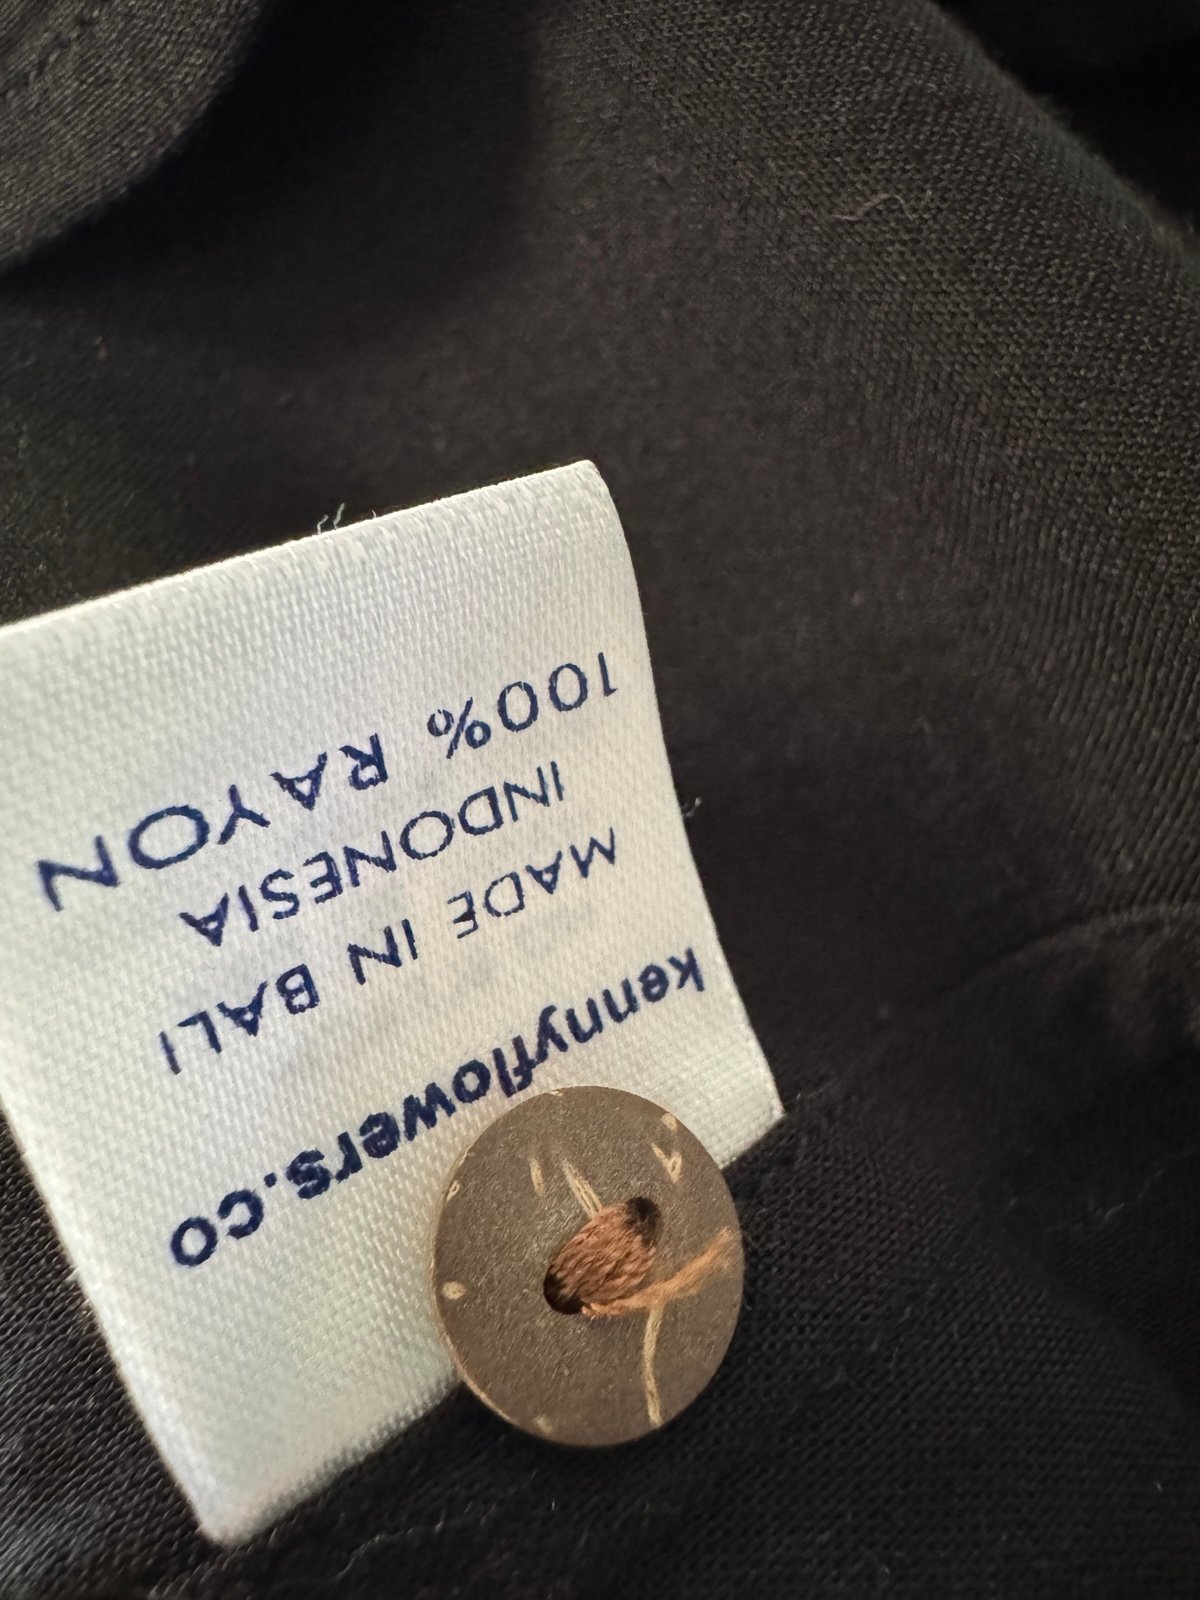 kennyflowers.co
MADE IN BALI
INDONESIA
100% RAYON